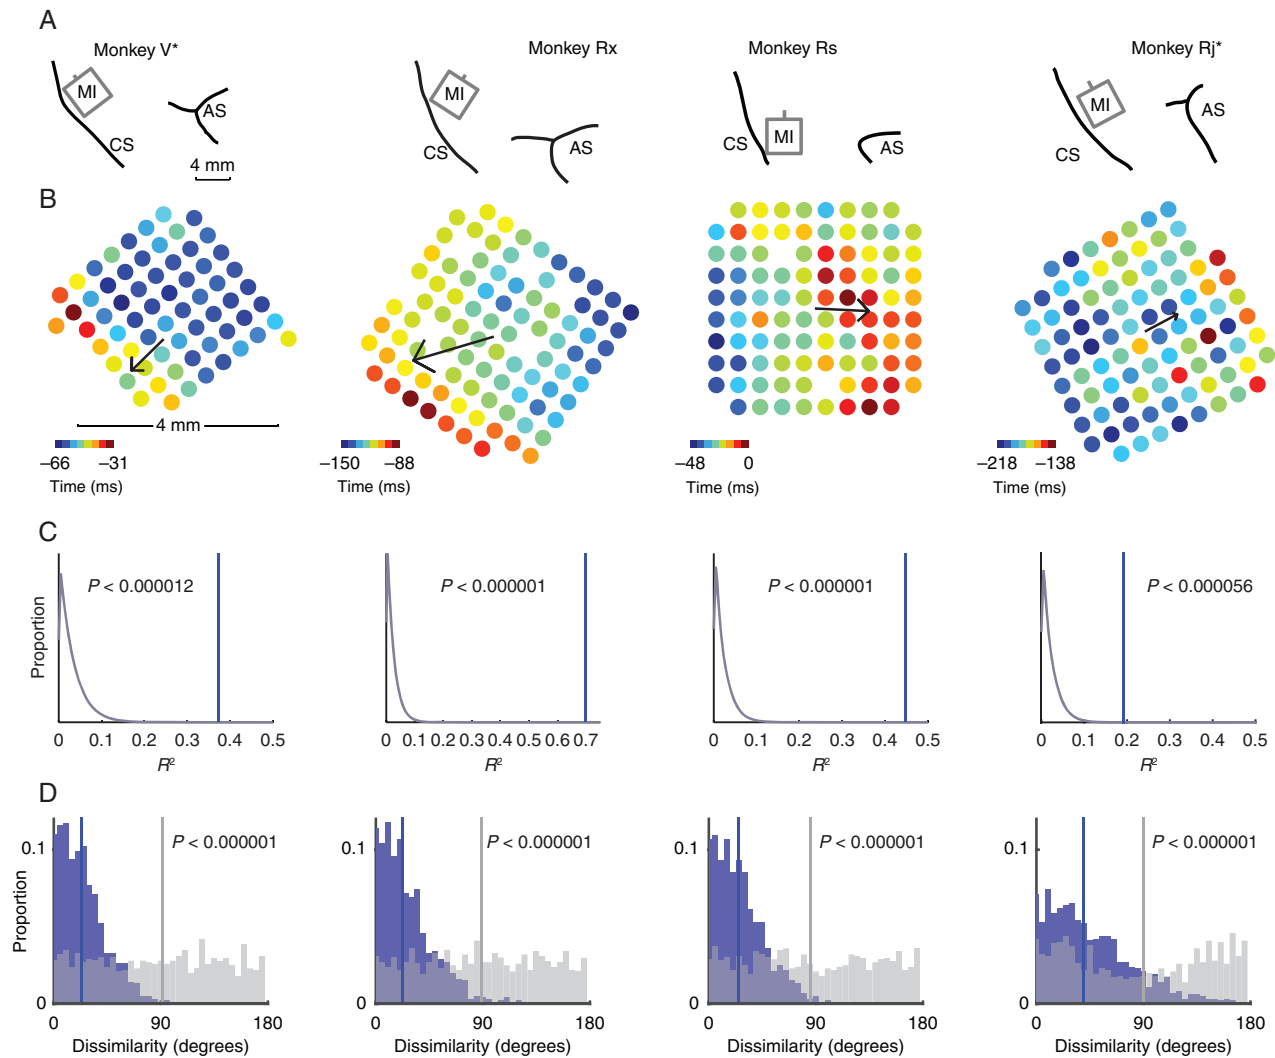 A
Monkey V*
Monkey Rx
Monkey Rs
Monkey Rj*
MI
AS
CS
4 mm
MI
AS
CS
MI
AS
CS
MI
AS
CS
B
4 mm
−66 −31
Time (ms)
−150 −88
Time (ms)
−48 0
Time (ms)
−218 −138
Time (ms)
C
Proportion
P < 0.000012
0 0.1 0.2 0.3 0.4 0.5
R²
P < 0.000001
0 0.1 0.2 0.3 0.4 0.5 0.6 0.7
R²
P < 0.000001
0 0.1 0.2 0.3 0.4 0.5
R²
P < 0.000056
0 0.1 0.2 0.3 0.4 0.5
R²
D
Proportion
0.1
0
P < 0.000001
0 90 180
Dissimilarity (degrees)
0.1
0
P < 0.000001
0 90 180
Dissimilarity (degrees)
0.1
0
P < 0.000001
0 90 180
Dissimilarity (degrees)
0.1
0
P < 0.000001
0 90 180
Dissimilarity (degrees)